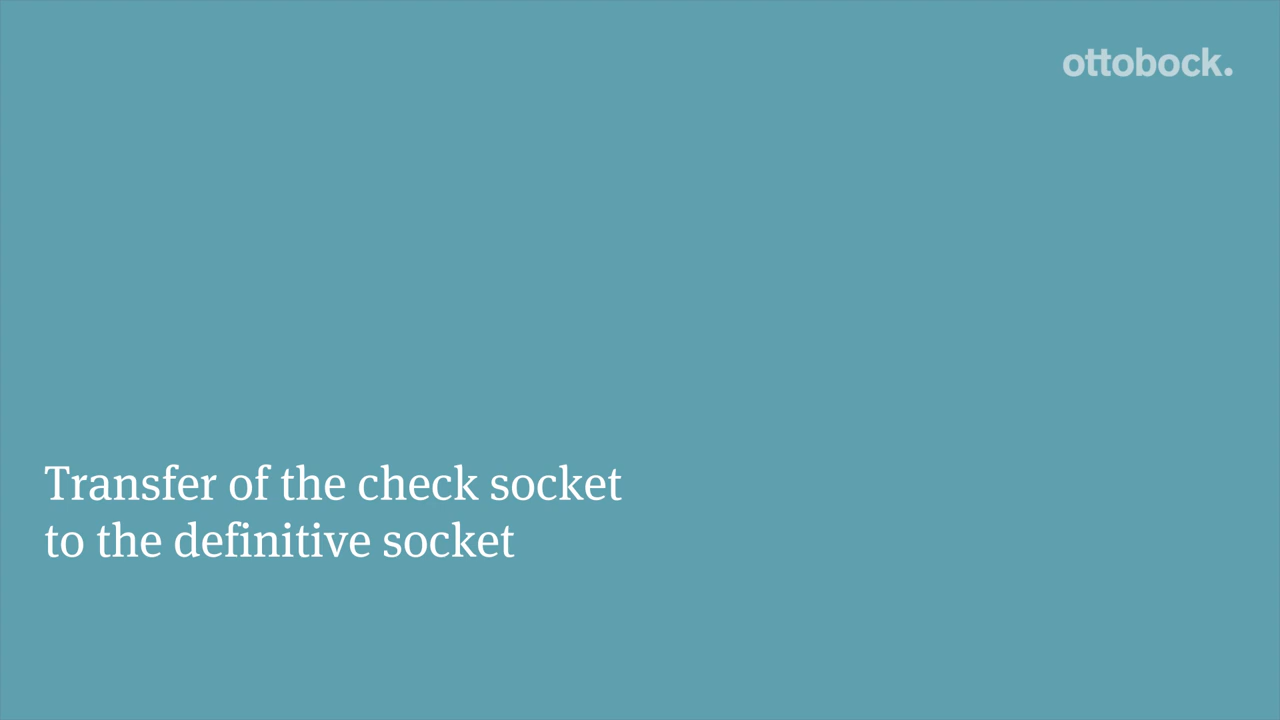 ottobock.
Transfer of the check socket
to the definitive socket